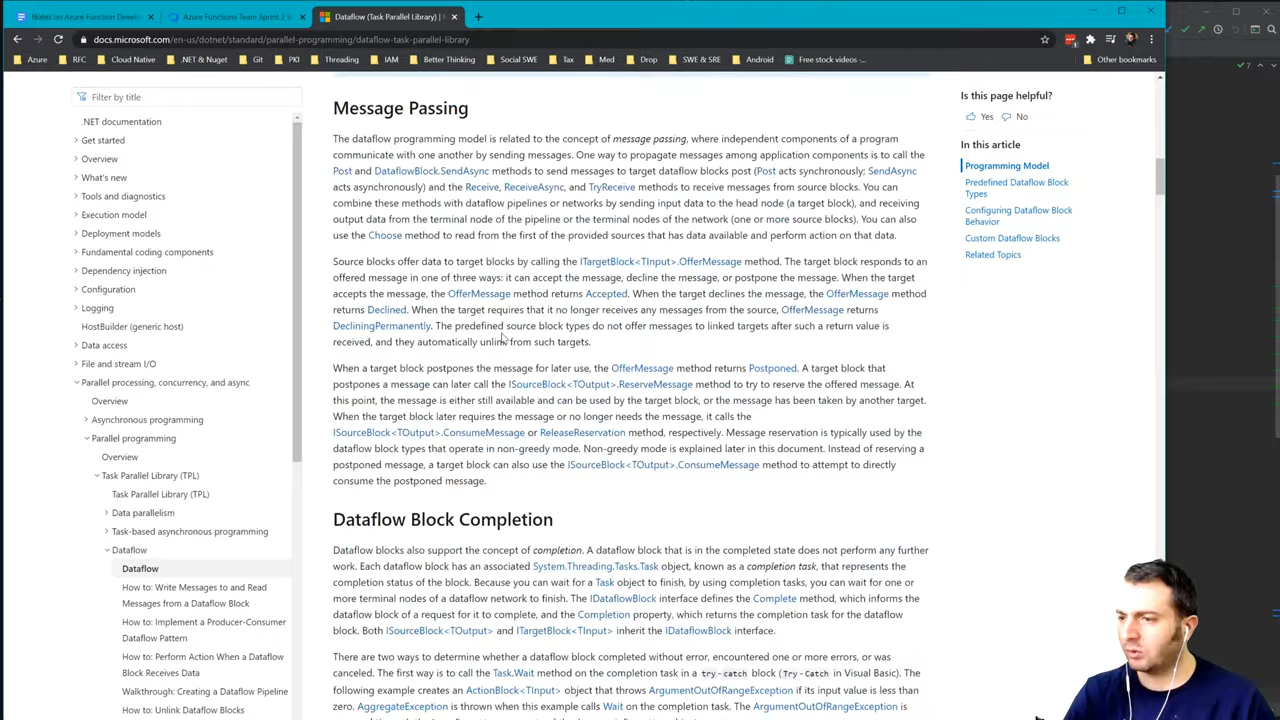 Notes on Azure Function Develo
Azure Functions Team Sprint 2 B
Dataflow (Task Parallel Library) | M
docs.microsoft.com/en-us/dotnet/standard/parallel-programming/dataflow-task-parallel-library
Azure RFC Cloud Native .NET & Nuget Git PKI Threading IAM Better Thinking Social SWE Tax Med Drop SWE & SRE Android Free stock videos -... Other bookmarks
7
Filter by title
.NET documentation
Get started
Overview
What's new
Tools and diagnostics
Execution model
Deployment models
Fundamental coding components
Dependency injection
Configuration
Logging
HostBuilder (generic host)
Data access
File and stream I/O
Parallel processing, concurrency, and async
Overview
Asynchronous programming
Parallel programming
Overview
Task Parallel Library (TPL)
Task Parallel Library (TPL)
Data parallelism
Task-based asynchronous programming
Dataflow
Dataflow
How to: Write Messages to and Read
Messages from a Dataflow Block
How to: Implement a Producer-Consumer
Dataflow Pattern
How to: Perform Action When a Dataflow
Block Receives Data
Walkthrough: Creating a Dataflow Pipeline
How to: Unlink Dataflow Blocks
Message Passing
The dataflow programming model is related to the concept of message passing, where independent components of a program
communicate with one another by sending messages. One way to propagate messages among application components is to call the
Post and DataflowBlock.SendAsync methods to send messages to target dataflow blocks post (Post acts synchronously; SendAsync
acts asynchronously) and the Receive, ReceiveAsync, and TryReceive methods to receive messages from source blocks. You can
combine these methods with dataflow pipelines or networks by sending input data to the head node (a target block), and receiving
output data from the terminal node of the pipeline or the terminal nodes of the network (one or more source blocks). You can also
use the Choose method to read from the first of the provided sources that has data available and perform action on that data.
Source blocks offer data to target blocks by calling the ITargetBlock<TInput>.OfferMessage method. The target block responds to an
offered message in one of three ways: it can accept the message, decline the message, or postpone the message. When the target
accepts the message, the OfferMessage method returns Accepted. When the target declines the message, the OfferMessage method
returns Declined. When the target requires that it no longer receives any messages from the source, OfferMessage returns
DecliningPermanently. The predefined source block types do not offer messages to linked targets after such a return value is
received, and they automatically unlink from such targets.
When a target block postpones the message for later use, the OfferMessage method returns Postponed. A target block that
postpones a message can later call the ISourceBlock<TOutput>.ReserveMessage method to try to reserve the offered message. At
this point, the message is either still available and can be used by the target block, or the message has been taken by another target.
When the target block later requires the message or no longer needs the message, it calls the
ISourceBlock<TOutput>.ConsumeMessage or ReleaseReservation method, respectively. Message reservation is typically used by the
dataflow block types that operate in non-greedy mode. Non-greedy mode is explained later in this document. Instead of reserving a
postponed message, a target block can also use the ISourceBlock<TOutput>.ConsumeMessage method to attempt to directly
consume the postponed message.
Dataflow Block Completion
Dataflow blocks also support the concept of completion. A dataflow block that is in the completed state does not perform any further
work. Each dataflow block has an associated System.Threading.Tasks.Task object, known as a completion task, that represents the
completion status of the block. Because you can wait for a Task object to finish, by using completion tasks, you can wait for one or
more terminal nodes of a dataflow network to finish. The IDataflowBlock interface defines the Complete method, which informs the
dataflow block of a request for it to complete, and the Completion property, which returns the completion task for the dataflow
block. Both ISourceBlock<TOutput> and ITargetBlock<TInput> inherit the IDataflowBlock interface.
There are two ways to determine whether a dataflow block completed without error, encountered one or more errors, or was
canceled. The first way is to call the Task.Wait method on the completion task in a try-catch block (Try-Catch in Visual Basic). The
following example creates an ActionBlock<TInput> object that throws ArgumentOutOfRangeException if its input value is less than
zero. AggregateException is thrown when this example calls Wait on the completion task. The ArgumentOutOfRangeException is
Is this page helpful?
Yes No
In this article
Programming Model
Predefined Dataflow Block
Types
Configuring Dataflow Block
Behavior
Custom Dataflow Blocks
Related Topics